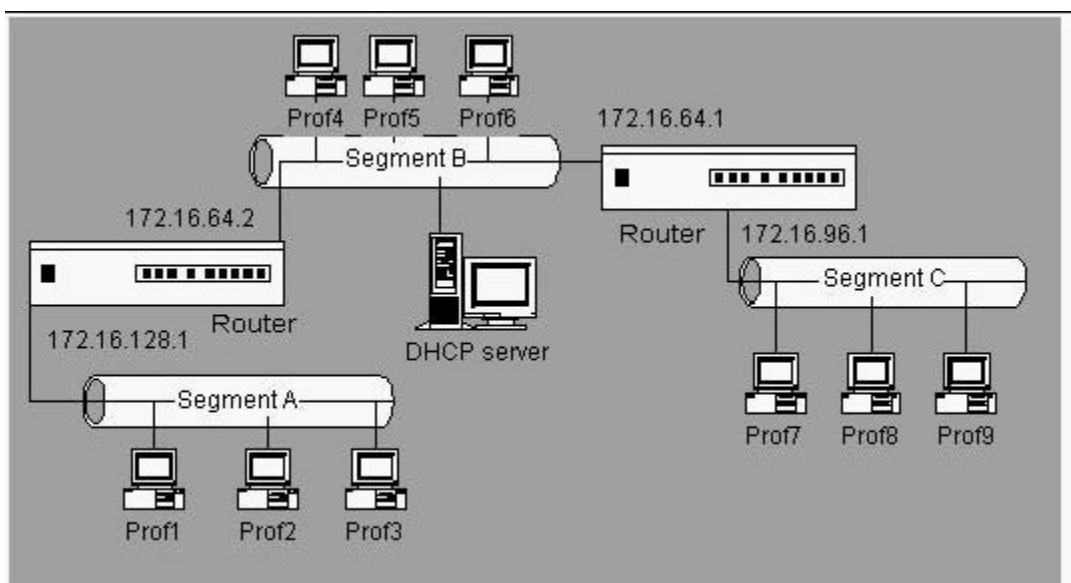 Prof4
Prof5
Prof6
172.16.64.1
Segment B
172.16.64.2
Router
172.16.96.1
Segment C
Router
172.16.128.1
DHCP server
Segment A
Prof7
Prof8
Prof9
Prof1
Prof2
Prof3